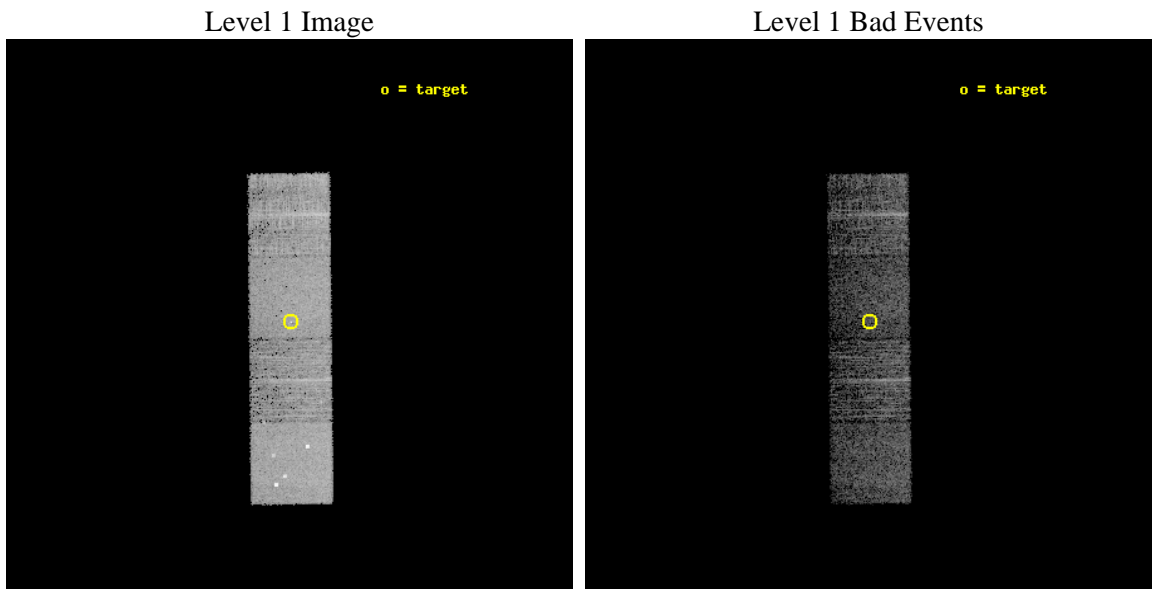 Level 1 Image
Level 1 Bad Events
o = target
o = target